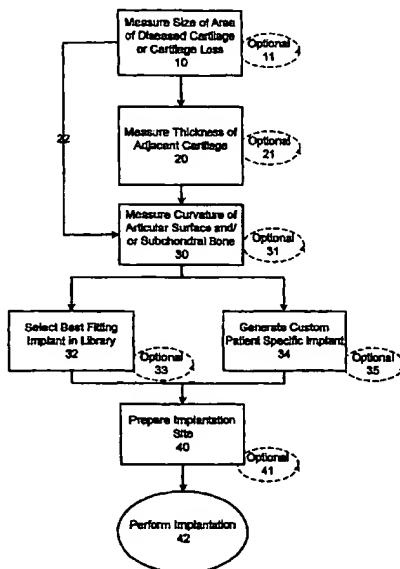 Measure Size of Area
of Diseased Cartilage
or Cartilage Loss
10
Optional
11
22
Measure Thickness of
Adjacent Cartilage
20
Optional
21
Measure Curvature of
Articular Surface and/
or Subchondral Bone
30
Optional
31
Select Best Fitting
Implant in Library
32
Optional
33
Generate Custom
Patient Specific Implant
34
Optional
35
Prepare Implantation
Site
40
Optional
41
Perform Implantation
42